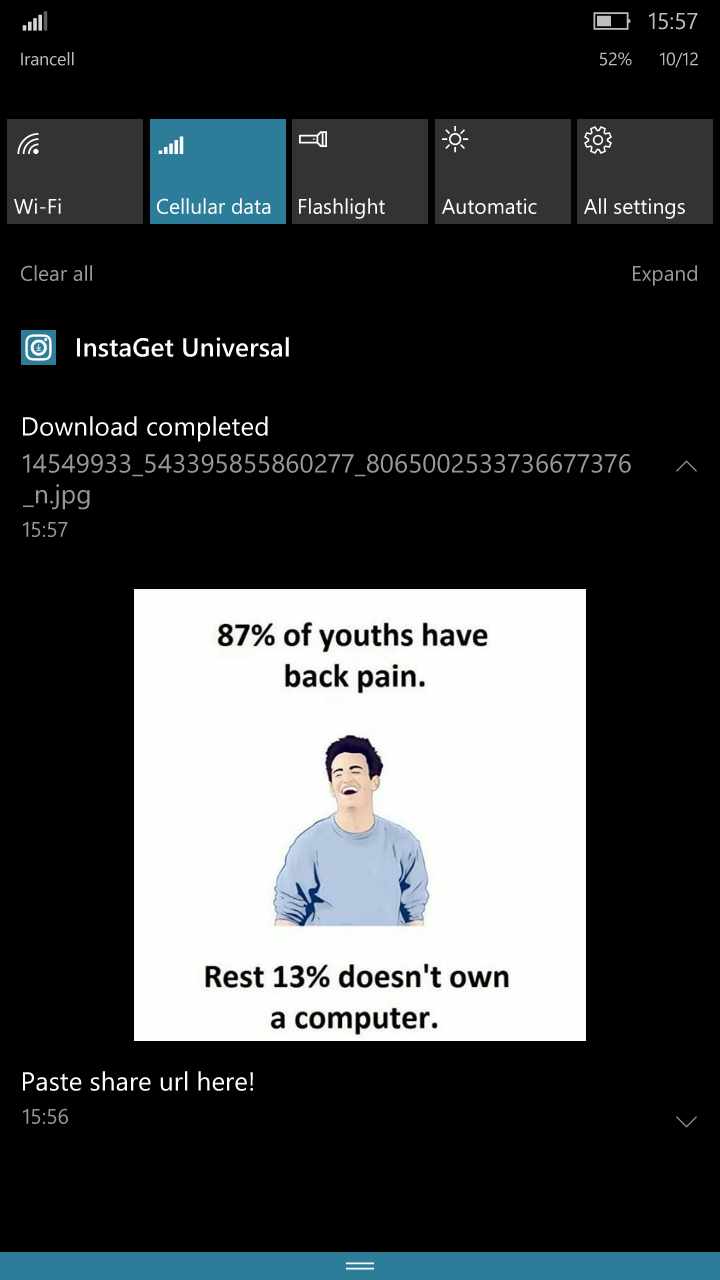 15:57
Irancell
52% 10/12
Wi-Fi
Cellular data
Flashlight
Automatic
All settings
Clear all
Expand
InstaGet Universal
Download completed
14549933_543395855860277_8065002533736677376
_n.jpg
15:57
87% of youths have
back pain.
Rest 13% doesn't own
a computer.
Paste share url here!
15:56